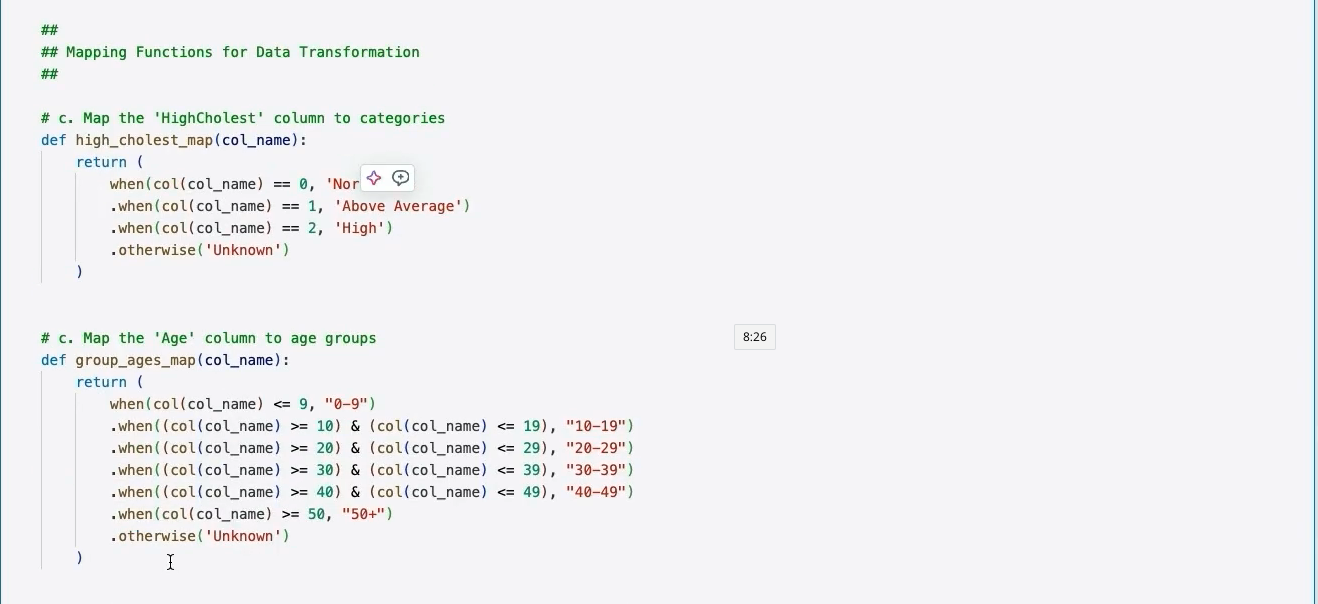 ##
## Mapping Functions for Data Transformation
##
# c. Map the 'HighCholest' column to categories
def high_cholest_map(col_name):
return (
when(col(col_name) == 0, 'Nor
.when(col(col_name) == 1, 'Above Average')
.when(col(col_name) == 2, 'High')
.otherwise('Unknown')
)
# c. Map the 'Age' column to age groups
8:26
def group_ages_map(col_name):
return (
when(col(col_name) <= 9, "0-9")
.when((col(col_name) >= 10) & (col(col_name) <= 19), "10-19")
.when((col(col_name) >= 20) & (col(col_name) <= 29), "20-29")
.when((col(col_name) >= 30) & (col(col_name) <= 39), "30-39")
.when((col(col_name) >= 40) & (col(col_name) <= 49), "40-49")
.when(col(col_name) >= 50, "50+")
.otherwise('Unknown')
)